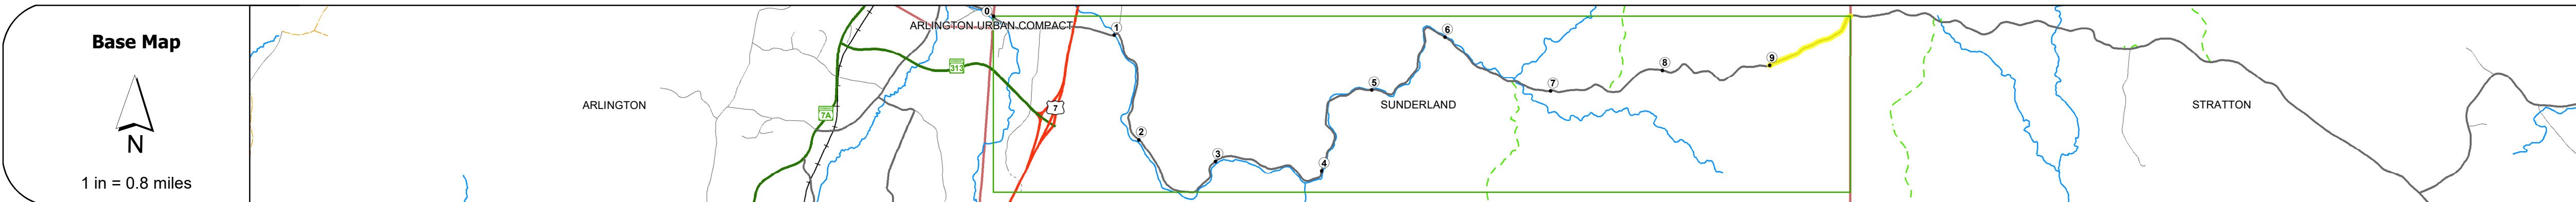 Base Map
N
1 in = 0.8 miles
ARLINGTON
7A
313
ARLINGTON URBAN COMPACT
7
0
1
2
3
4
5
6
7
8
9
SUNDERLAND
STRATTON